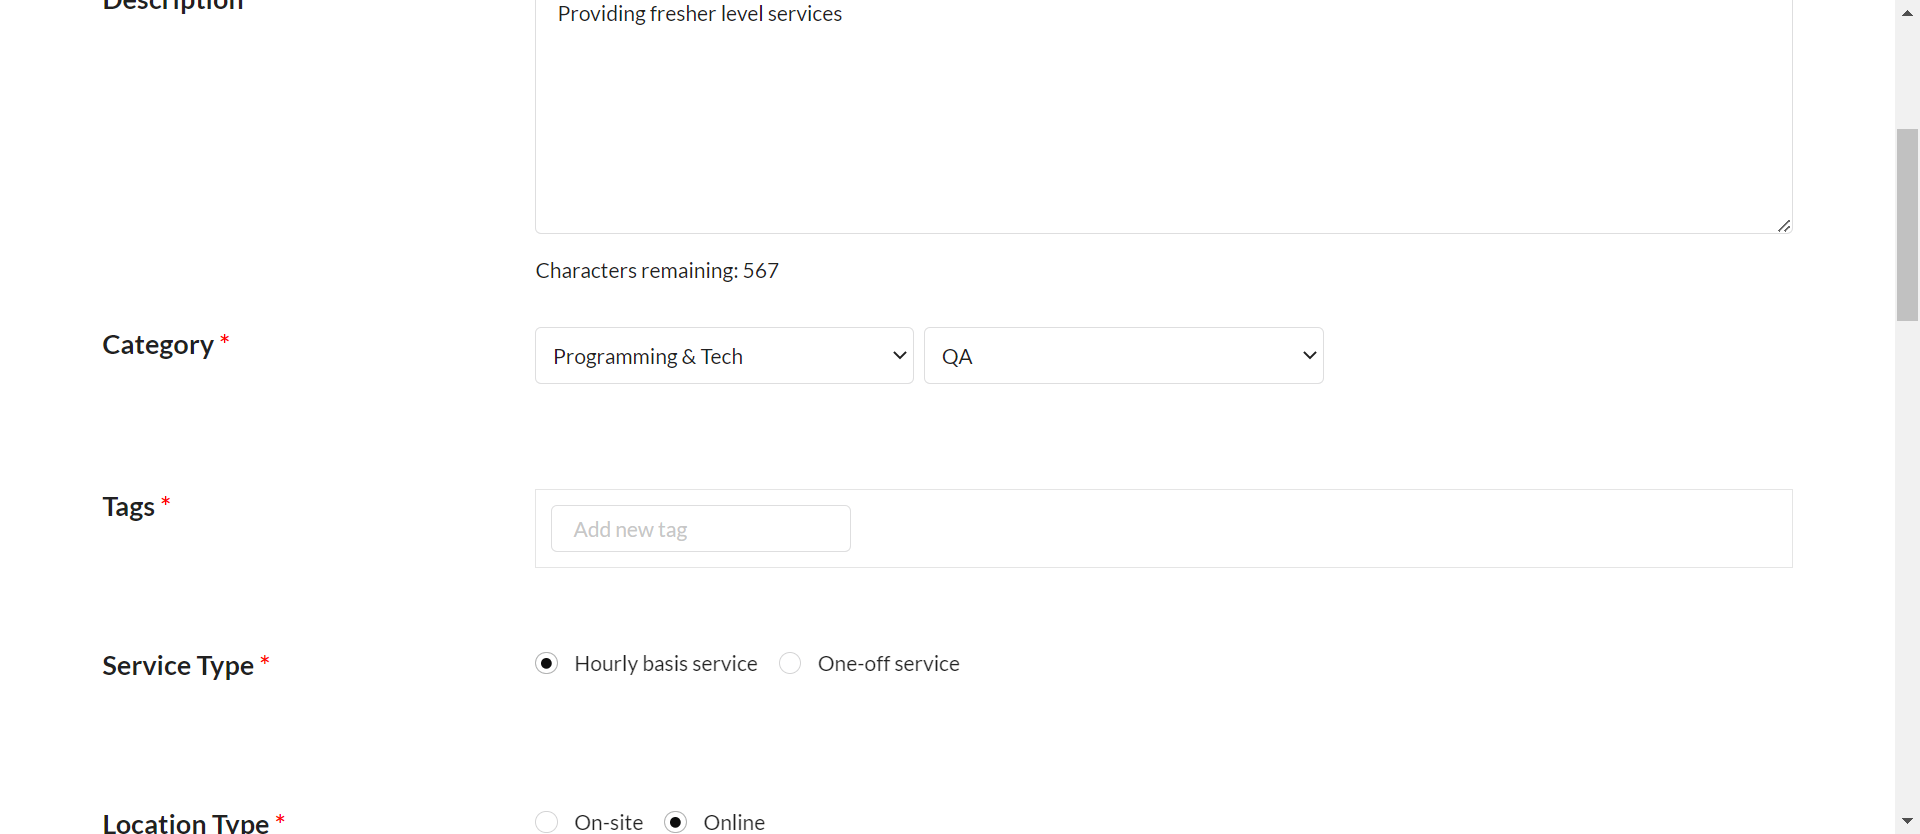 Description
Providing fresher level services
Characters remaining: 567
Category *
Programming & Tech
QA
Tags *
Add new tag
Service Type *
Hourly basis service
One-off service
Location Type *
On-site
Online